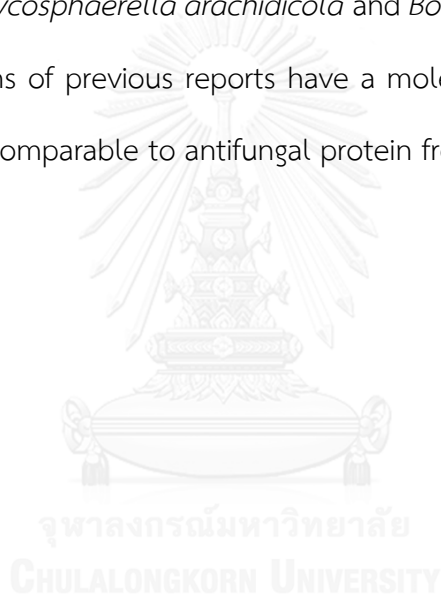 ycosphaerella arachidicola and Bo
ns of previous reports have a mole
comparable to antifungal protein fr
จุฬาลงกรณ์มหาวิทยาลัย
CHULALONGKORN UNIVERSITY